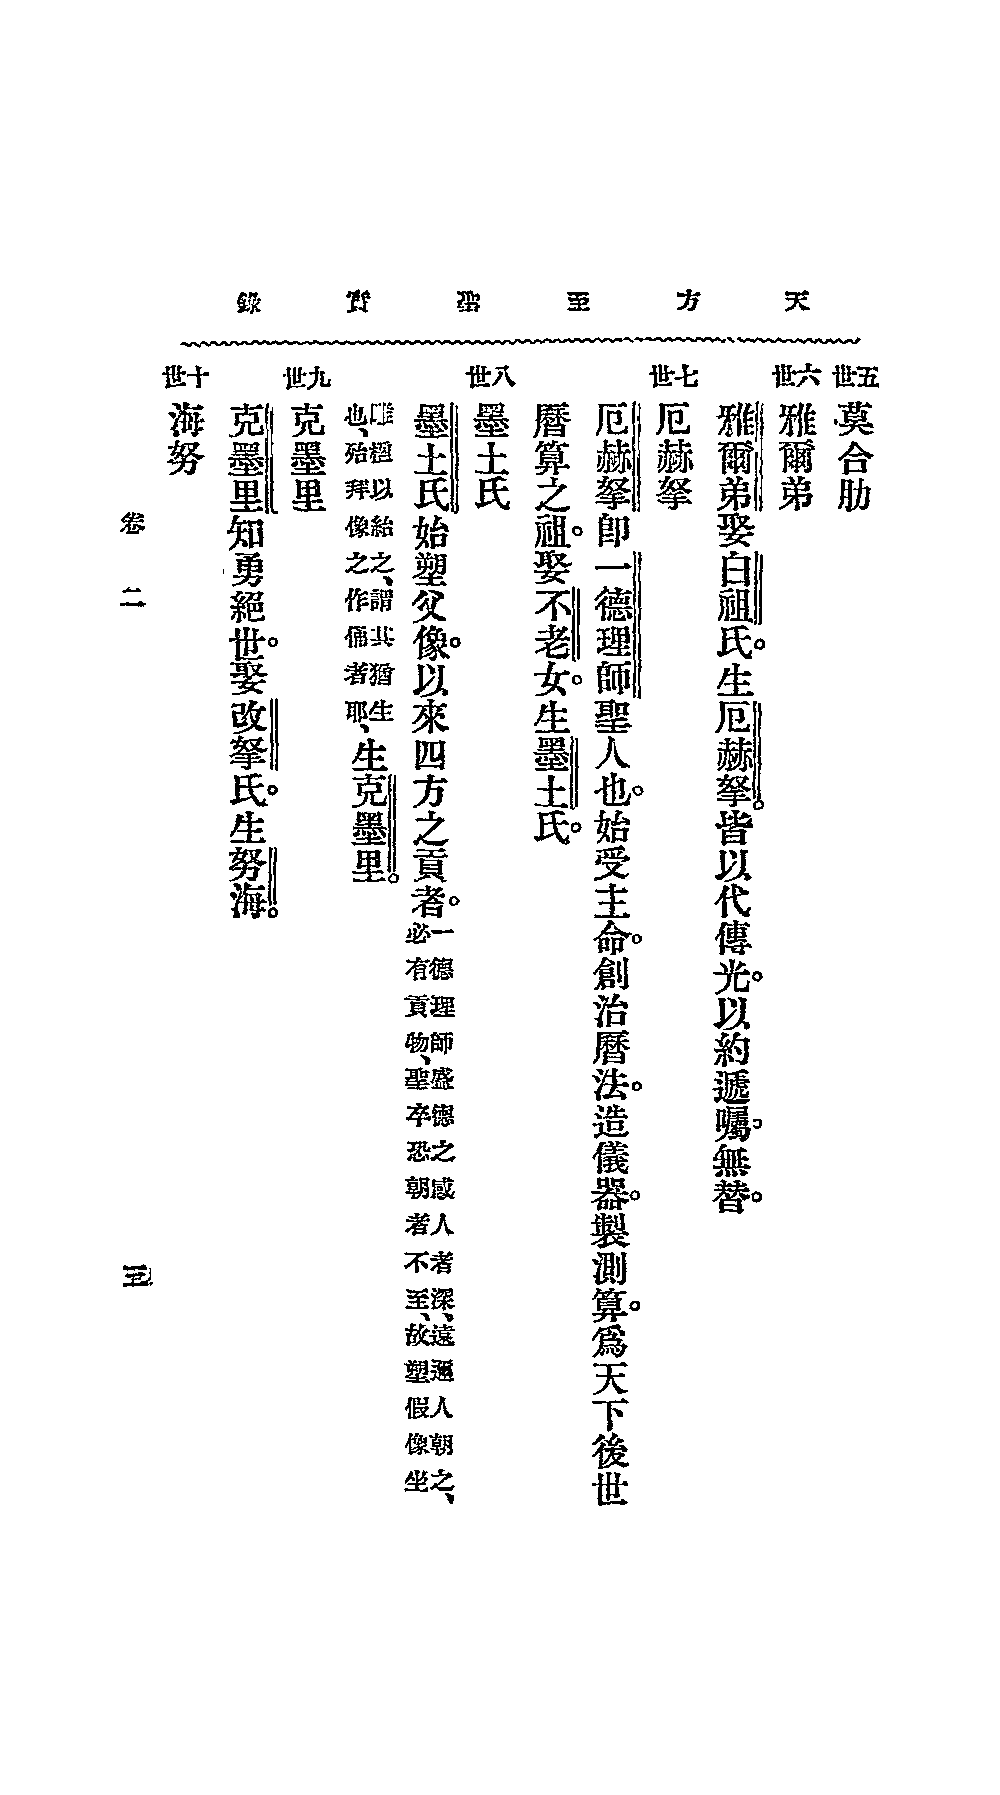 天方至聖實錄
五世 莫合肋
六世 雅爾弟
雅爾弟娶白祖氏。生厄赫拏。皆以代傳光。以約遞囑。無替。
七世 厄赫拏
厄赫拏卽一德理師聖人也。始受主命。創治曆法。造儀器。製測算。爲天下後世
曆算之祖。娶不老女。生墨土氏。
八世 墨土氏
墨土氏始塑父像。以來四方之貢者。
一德理師盛德之感人者深、遠邇人朝之、
必有貢物、聖卒恐朝者不至、故塑假像坐
以紿之、謂其猶生
也、殆拜像之作俑者耶、
生克墨里。
九世 克墨里
克墨里知勇絕世。娶改拏氏。生努海。
十世 海努
卷二
三